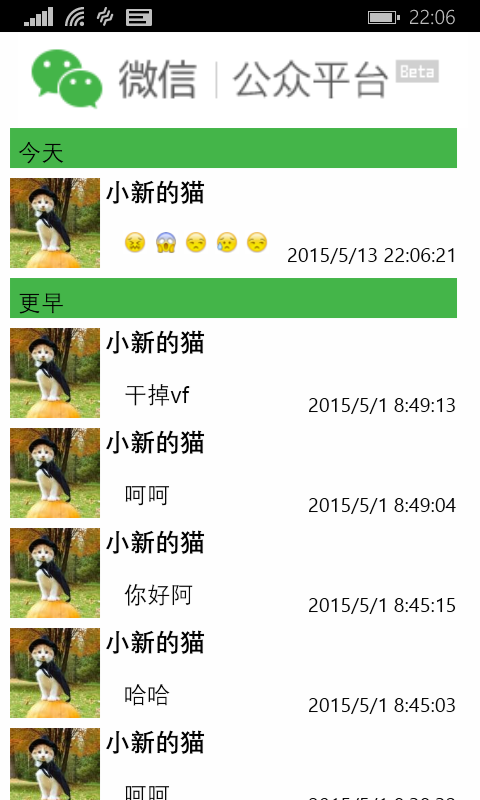 22:06
微信 公众平台 Beta
今天
小新的猫
😖 😱 😒 😥 😒 2015/5/13 22:06:21
更早
小新的猫
干掉vf 2015/5/1 8:49:13
小新的猫
呵呵 2015/5/1 8:49:04
小新的猫
你好阿 2015/5/1 8:45:15
小新的猫
哈哈 2015/5/1 8:45:03
小新的猫
呵呵